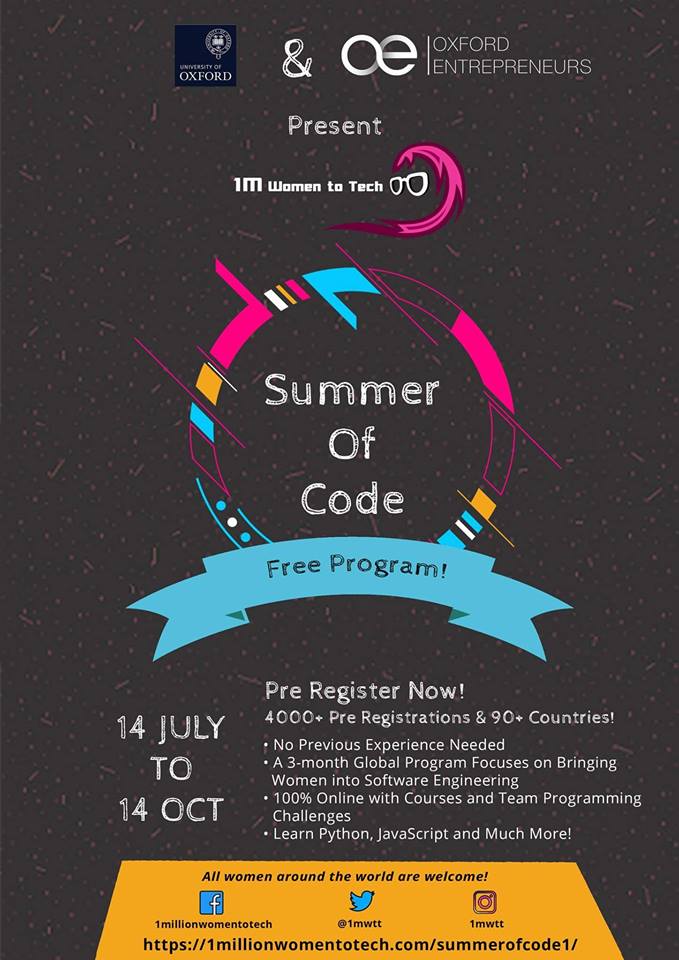 UNIVERSITY OF
OXFORD
&
oe
OXFORD
ENTREPRENEURS
Present
1M Women to Tech
Summer
Of
Code
Free Program!
Pre Register Now!
4000+ Pre Registrations & 90+ Countries!
14 JULY
TO
14 OCT
• No Previous Experience Needed
• A 3-month Global Program Focuses on Bringing
Women into Software Engineering
• 100% Online with Courses and Team Programming
Challenges
• Learn Python, JavaScript and Much More!
All women around the world are welcome!
1millionwomentotech
@1mwtt
1mwtt
https://1millionwomentotech.com/summerofcode1/